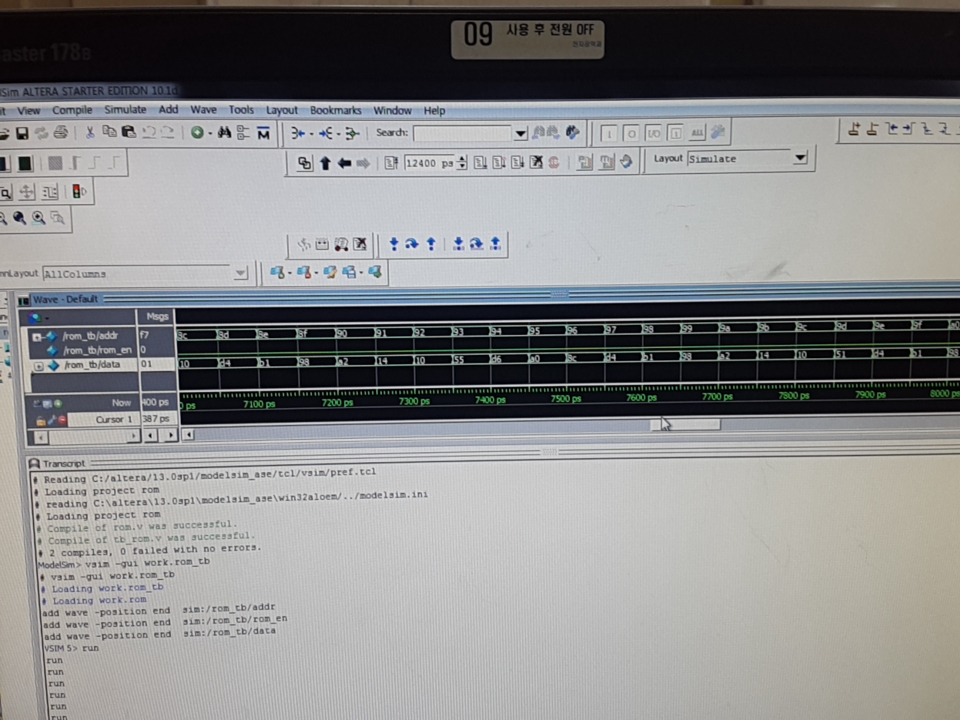 09 사용 후 전원 OFF
전자공학과
aster 178a
Sim ALTERA STARTER EDITION 10.1d
it View Compile Simulate Add Wave Tools Layout Bookmarks Window Help
Search:
I O I/O ALL
12400 ps
Layout Simulate
mnLayout AllColumns
Wave - Default
Msgs
/rom_tb/addr f7 8c 8d 8e 8f 90 91 92 93 94 95 96 97 98 99 9a 9b 9c 9d 9e 9f a0
/rom_tb/rom_en 0
/rom_tb/data 01 10 d4 b1 98 a2 14 10 55 d6 a0 8c d4 b1 98 a2 14 10 51 d4 b1 98
Now 400 ps 0 ps 7100 ps 7200 ps 7300 ps 7400 ps 7500 ps 7600 ps 7700 ps 7800 ps 7900 ps 8000 ps
Cursor 1 387 ps
Transcript
# Reading C:/altera/13.0sp1/modelsim_ase/tcl/vsim/pref.tcl
# Loading project rom
# reading C:\altera\13.0sp1\modelsim_ase\win32aloem/../modelsim.ini
# Loading project rom
# Compile of rom.v was successful.
# Compile of tb_rom.v was successful.
# 2 compiles, 0 failed with no errors.
ModelSim> vsim -gui work.rom_tb
# vsim -gui work.rom_tb
# Loading work.rom_tb
# Loading work.rom
add wave -position end sim:/rom_tb/addr
add wave -position end sim:/rom_tb/rom_en
add wave -position end sim:/rom_tb/data
VSIM 5> run
run
run
run
run
run
run